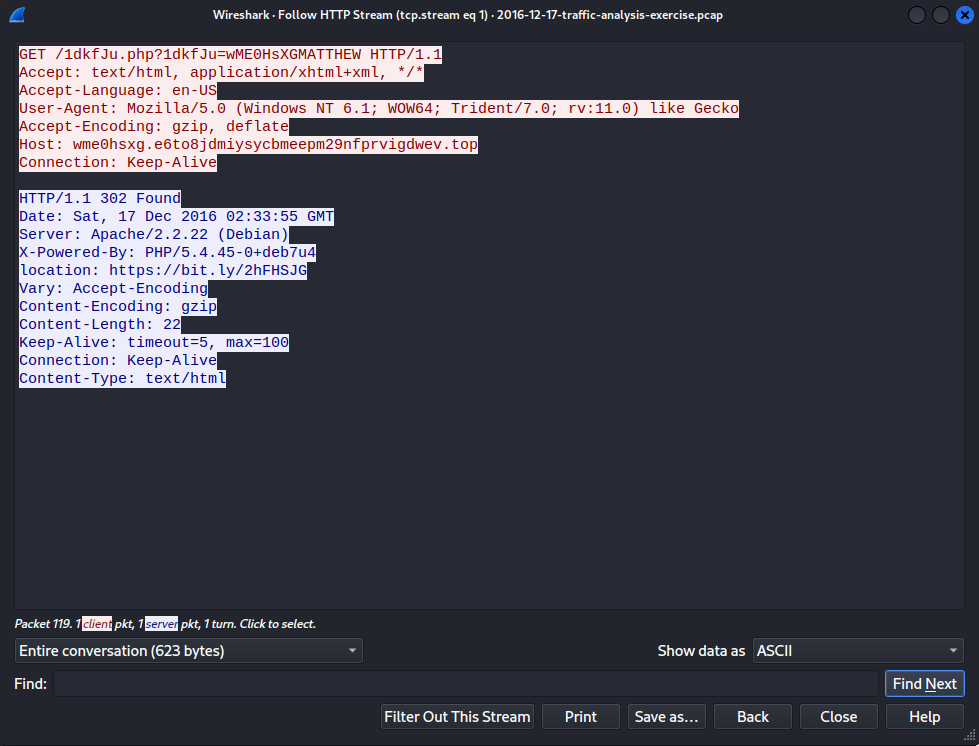 Wireshark · Follow HTTP Stream (tcp.stream eq 1) · 2016-12-17-traffic-analysis-exercise.pcap
GET /1dkfJu.php?1dkfJu=wME0HsXGMATTHEW HTTP/1.1
Accept: text/html, application/xhtml+xml, */*
Accept-Language: en-US
User-Agent: Mozilla/5.0 (Windows NT 6.1; WOW64; Trident/7.0; rv:11.0) like Gecko
Accept-Encoding: gzip, deflate
Host: wme0hsxg.e6to8jdmiysycbmeepm29nfprvigdwev.top
Connection: Keep-Alive
HTTP/1.1 302 Found
Date: Sat, 17 Dec 2016 02:33:55 GMT
Server: Apache/2.2.22 (Debian)
X-Powered-By: PHP/5.4.45-0+deb7u4
location: https://bit.ly/2hFHSJG
Vary: Accept-Encoding
Content-Encoding: gzip
Content-Length: 22
Keep-Alive: timeout=5, max=100
Connection: Keep-Alive
Content-Type: text/html
Packet 119. 1 client pkt, 1 server pkt, 1 turn. Click to select.
Entire conversation (623 bytes) Show data as ASCII
Find: Find Next
Filter Out This Stream Print Save as… Back Close Help